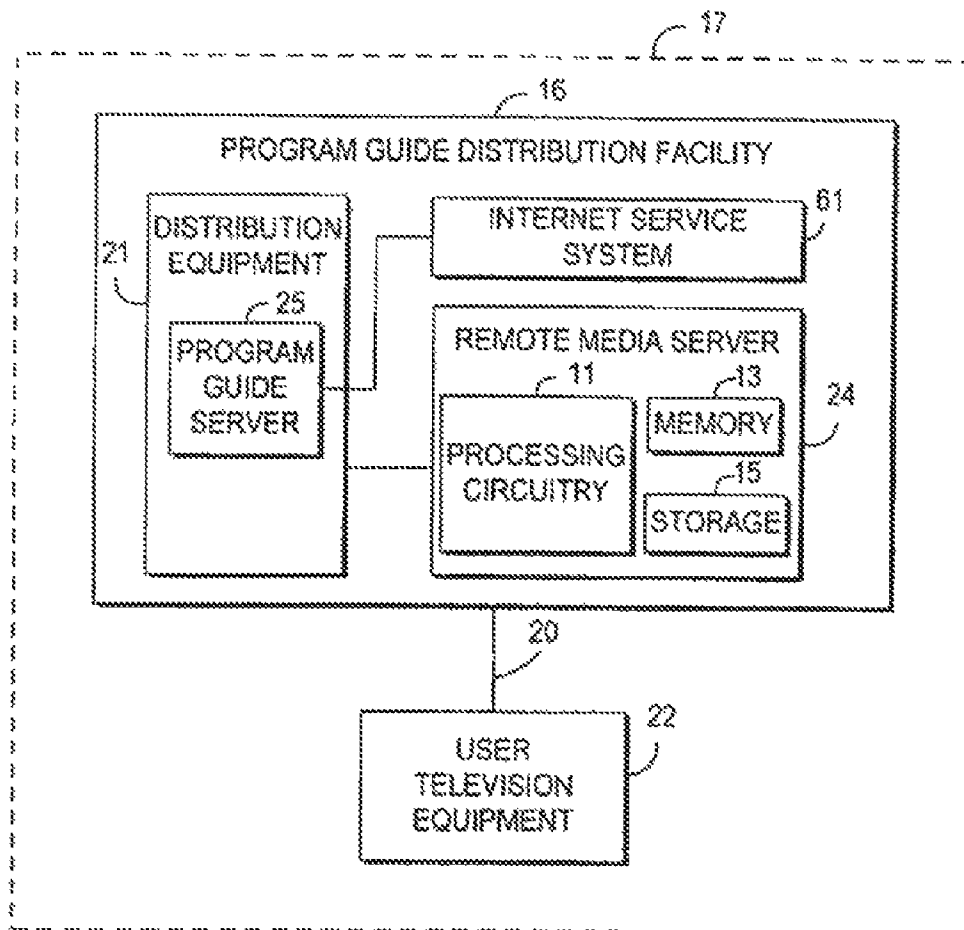 17
16
PROGRAM GUIDE DISTRIBUTION FACILITY
DISTRIBUTION
EQUIPMENT
21
25
PROGRAM
GUIDE
SERVER
INTERNET SERVICE
SYSTEM
61
REMOTE MEDIA SERVER
11
PROCESSING
CIRCUITRY
13
MEMORY
24
15
STORAGE
20
USER
TELEVISION
EQUIPMENT
22